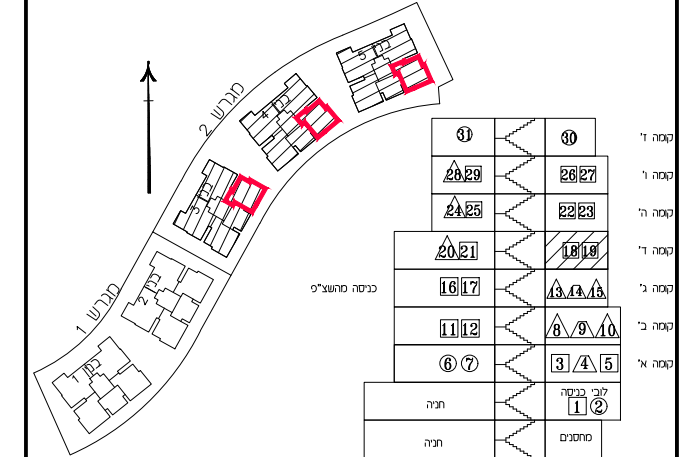 מגרש 2
בנין 5
בנין 4
בנין 3
מגרש 1
בנין 2
בנין 1
31 30 קומה ז'
28 29 26 27 קומה ו'
24 25 22 23 קומה ה'
20 21 18 19 קומה ד'
כניסה מהשצ"פ 16 17 13 14 15 קומה ג'
11 12 8 9 10 קומה ב'
6 7 3 4 5 קומה א'
לובי כניסה
חניה 1 2
חניה מחסנים